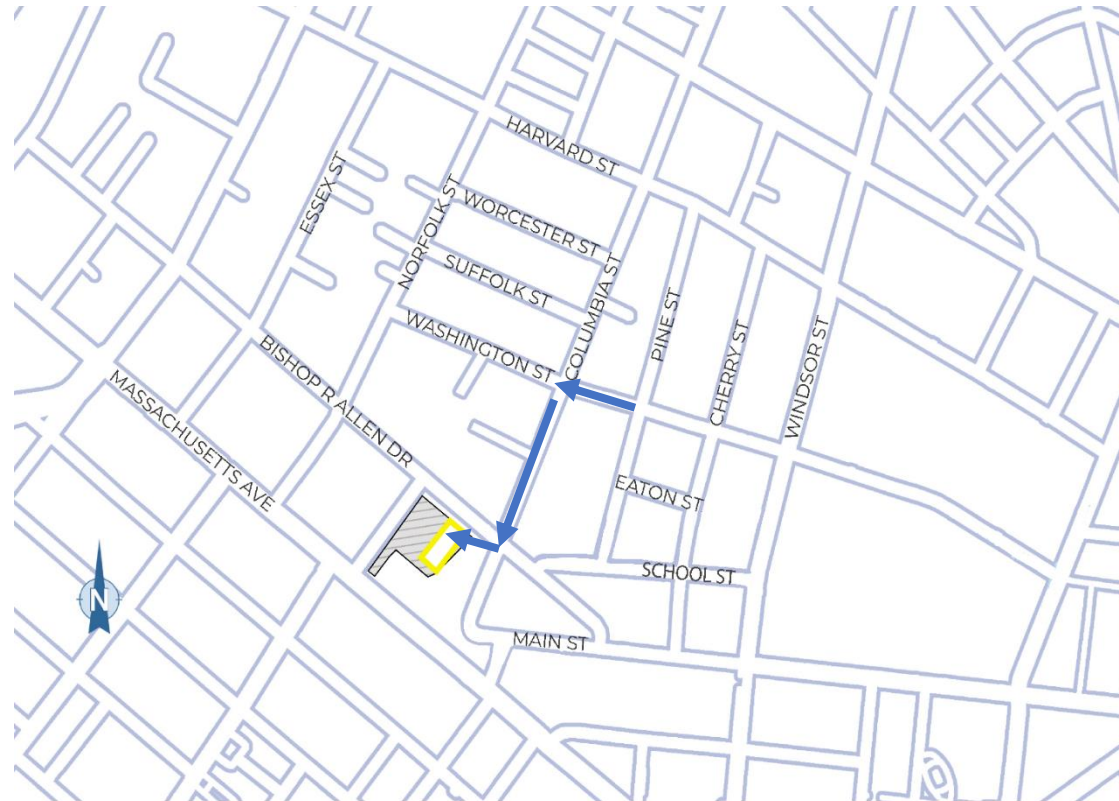 HARVARD ST
ESSEX ST
NORFOLK ST
WORCESTER ST
SUFFOLK ST
COLUMBIA ST
WASHINGTON ST
PINE ST
CHERRY ST
WINDSOR ST
BISHOP R ALLEN DR
MASSACHUSETTS AVE
EATON ST
SCHOOL ST
N
MAIN ST